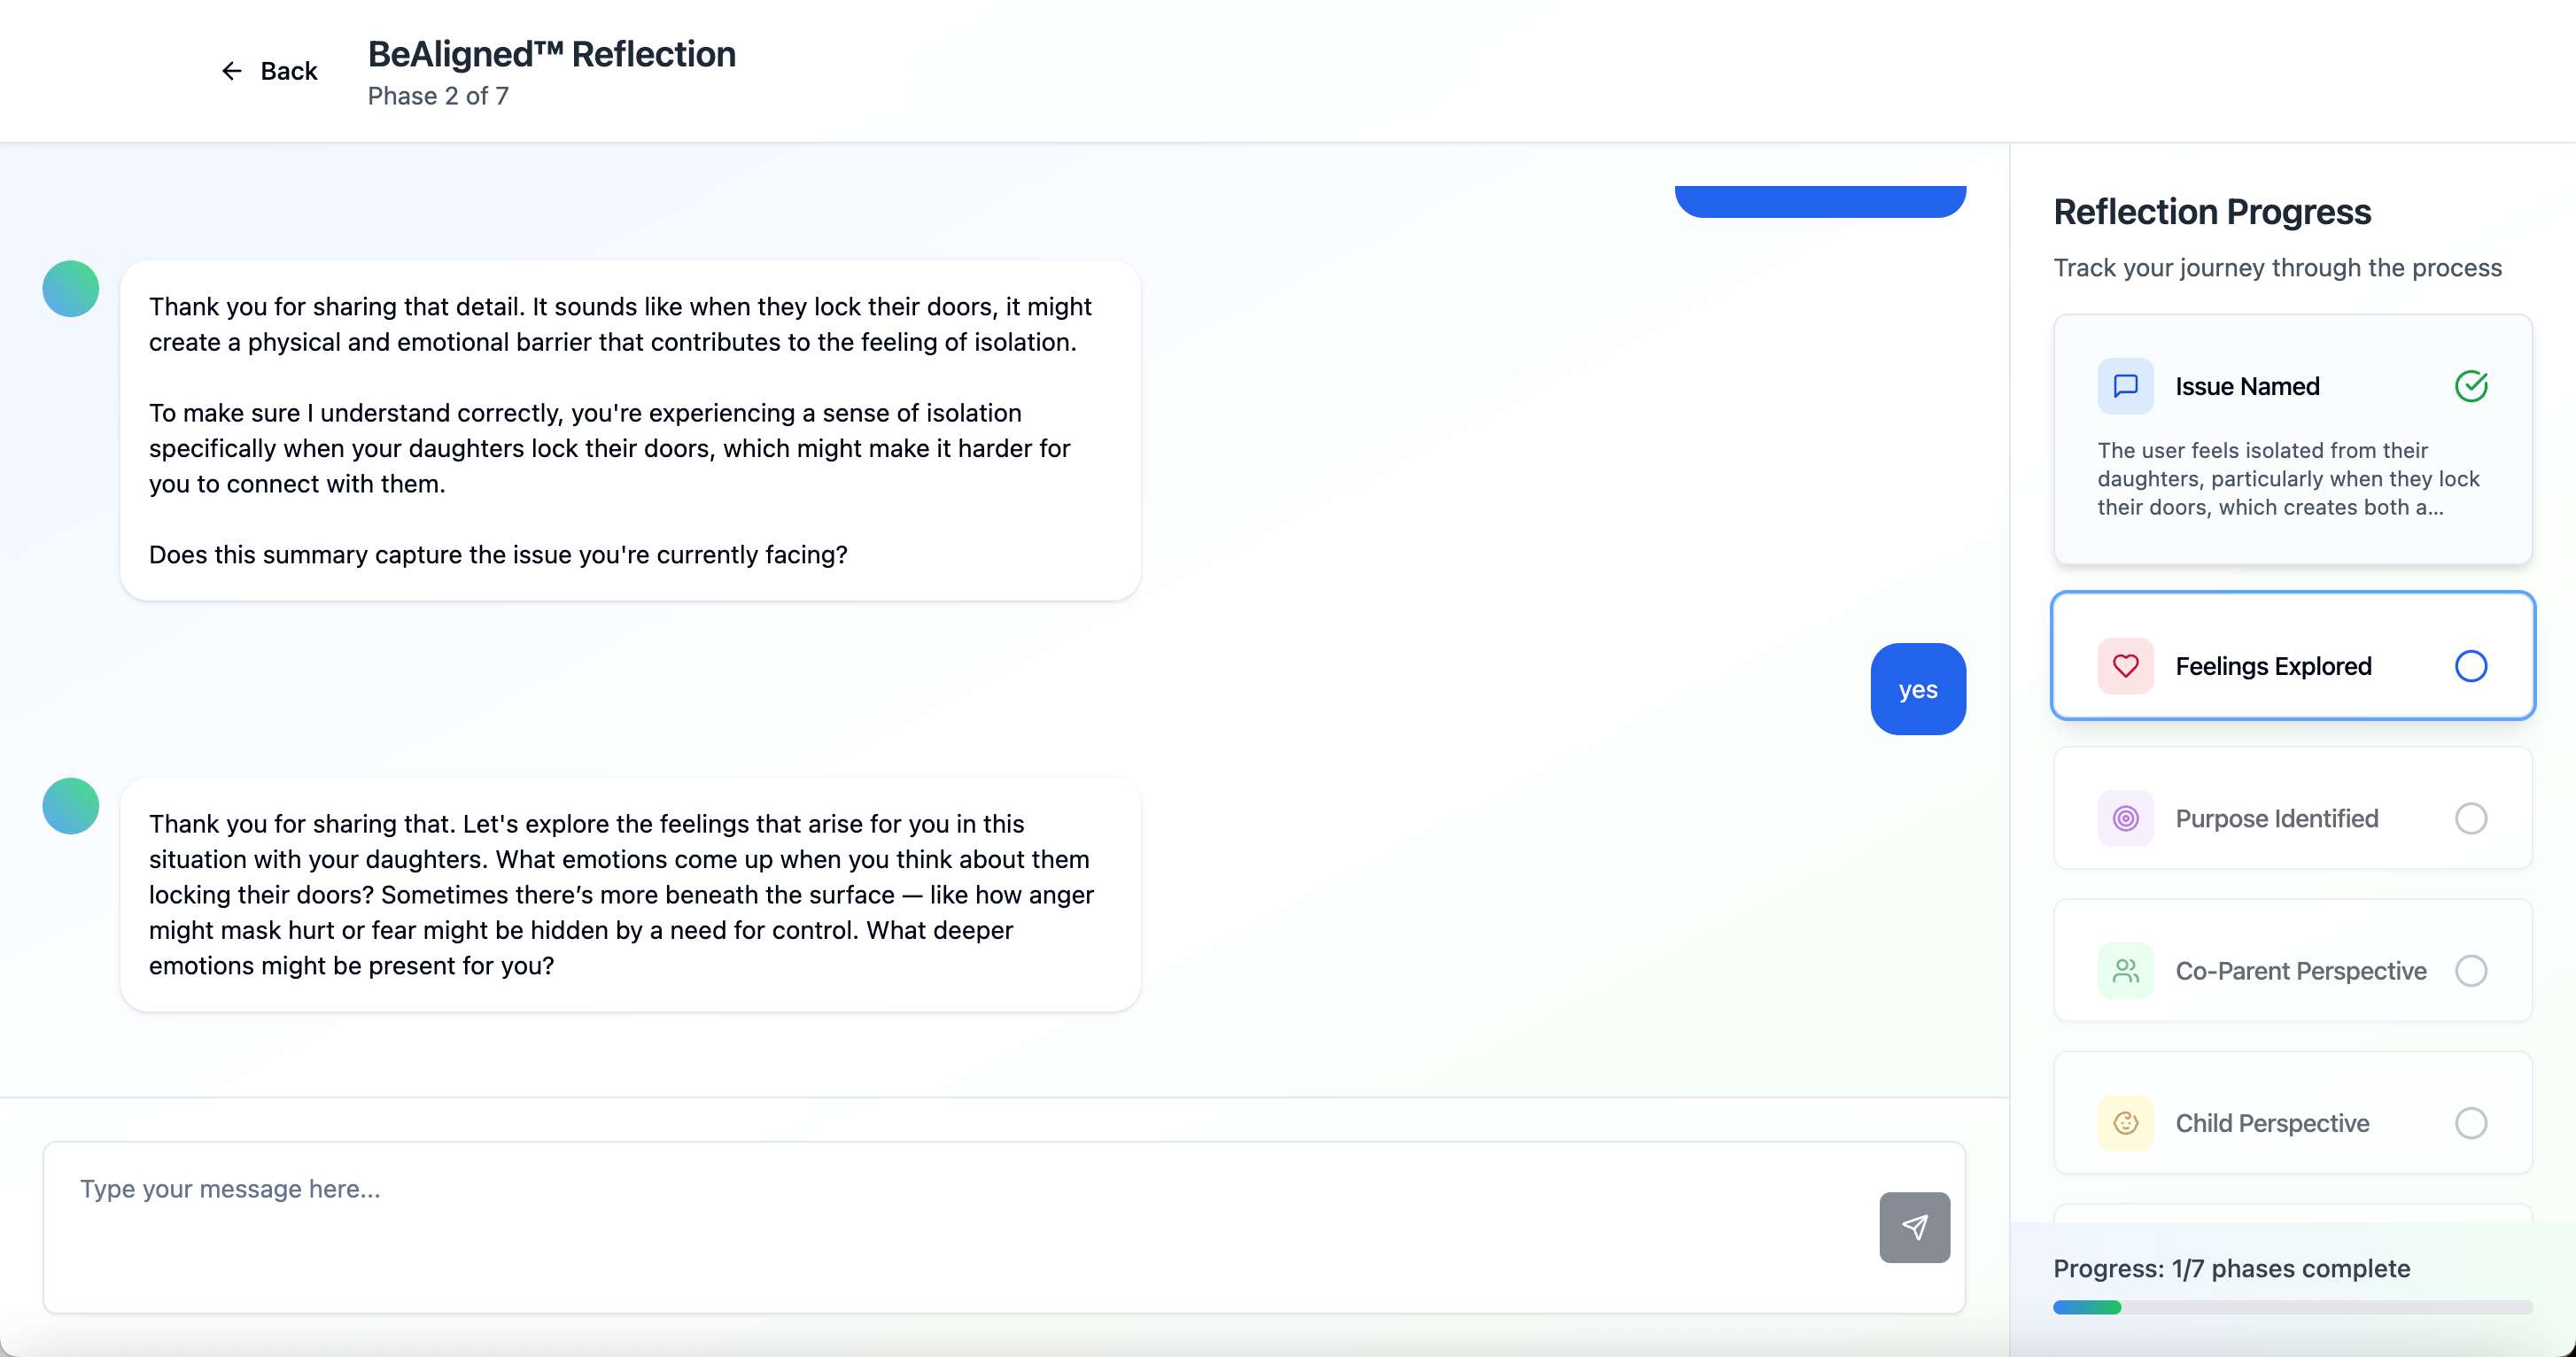 Back
BeAligned™ Reflection
Phase 2 of 7
Thank you for sharing that detail. It sounds like when they lock their doors, it might
create a physical and emotional barrier that contributes to the feeling of isolation.
To make sure I understand correctly, you're experiencing a sense of isolation
specifically when your daughters lock their doors, which might make it harder for
you to connect with them.
Does this summary capture the issue you're currently facing?
yes
Thank you for sharing that. Let's explore the feelings that arise for you in this
situation with your daughters. What emotions come up when you think about them
locking their doors? Sometimes there’s more beneath the surface — like how anger
might mask hurt or fear might be hidden by a need for control. What deeper
emotions might be present for you?
Type your message here...
Reflection Progress
Track your journey through the process
Issue Named
The user feels isolated from their
daughters, particularly when they lock
their doors, which creates both a...
Feelings Explored
Purpose Identified
Co-Parent Perspective
Child Perspective
Progress: 1/7 phases complete